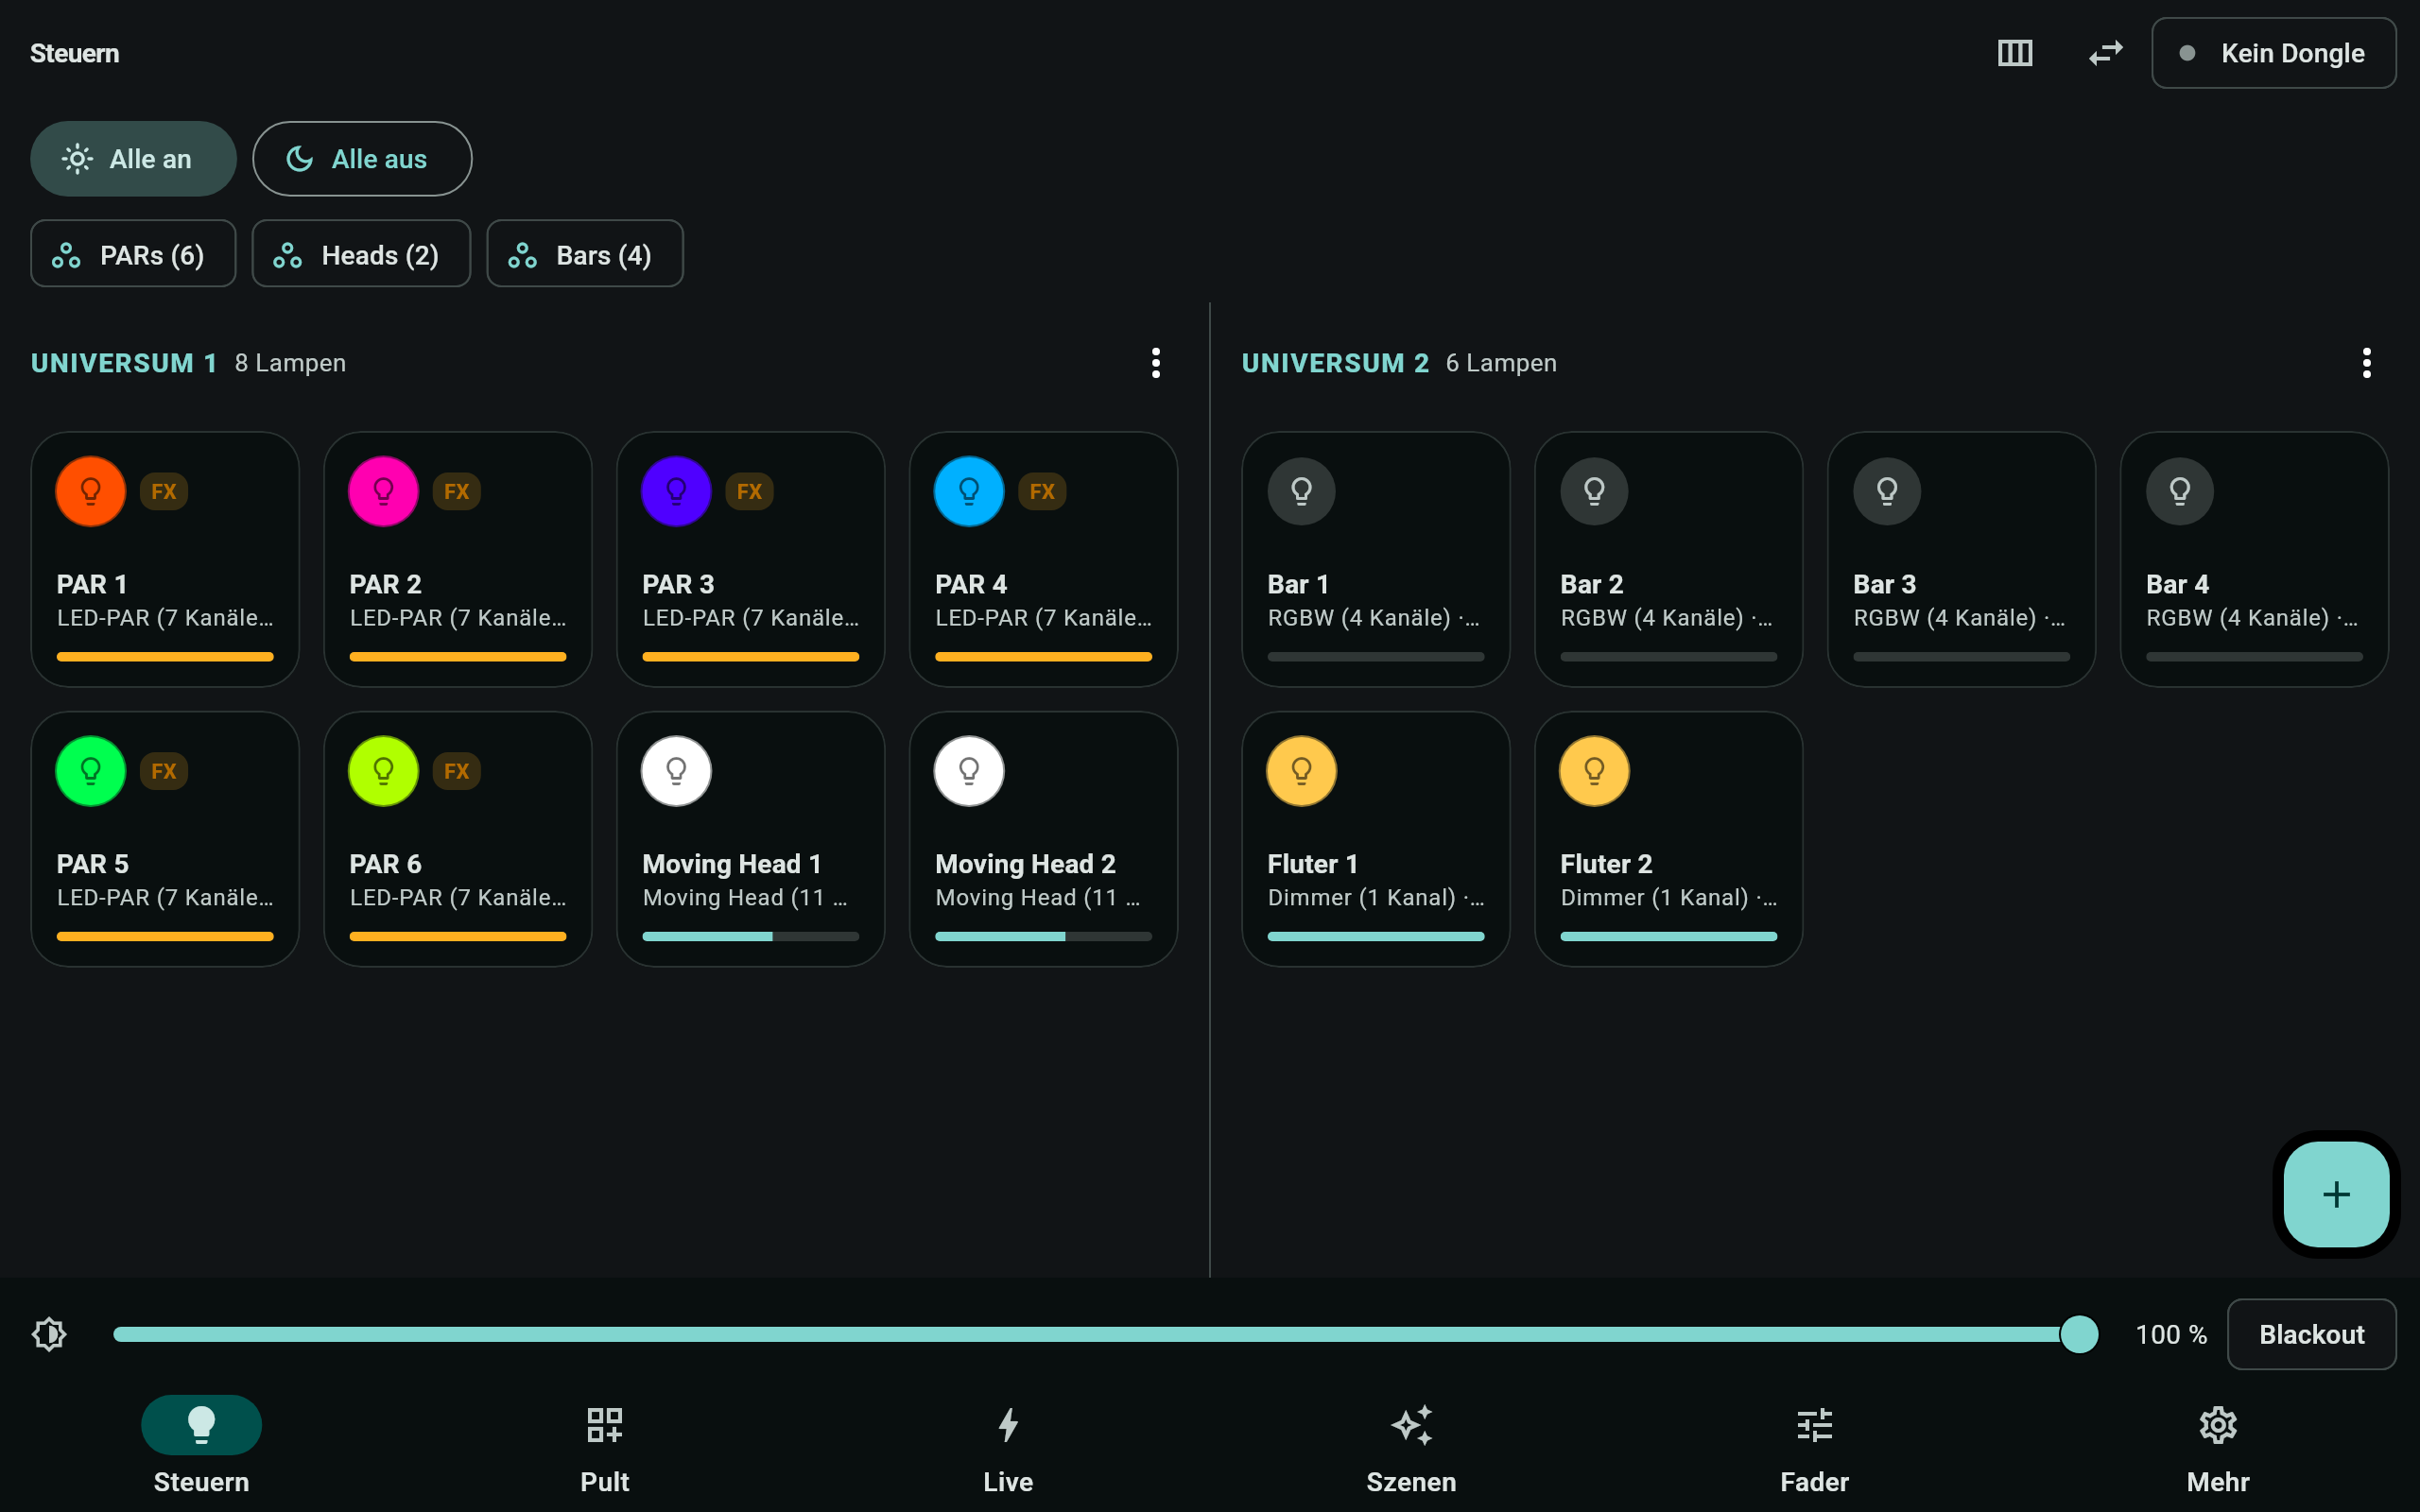 Steuern
Kein Dongle
Alle an
Alle aus
PARs (6)
Heads (2)
Bars (4)
UNIVERSUM 1 8 Lampen
UNIVERSUM 2 6 Lampen
FX
PAR 1
LED-PAR (7 Kanäle…
FX
PAR 2
LED-PAR (7 Kanäle…
FX
PAR 3
LED-PAR (7 Kanäle…
FX
PAR 4
LED-PAR (7 Kanäle…
Bar 1
RGBW (4 Kanäle) ·…
Bar 2
RGBW (4 Kanäle) ·…
Bar 3
RGBW (4 Kanäle) ·…
Bar 4
RGBW (4 Kanäle) ·…
FX
PAR 5
LED-PAR (7 Kanäle…
FX
PAR 6
LED-PAR (7 Kanäle…
Moving Head 1
Moving Head (11 …
Moving Head 2
Moving Head (11 …
Fluter 1
Dimmer (1 Kanal) ·…
Fluter 2
Dimmer (1 Kanal) ·…
100 %
Blackout
Steuern
Pult
Live
Szenen
Fader
Mehr